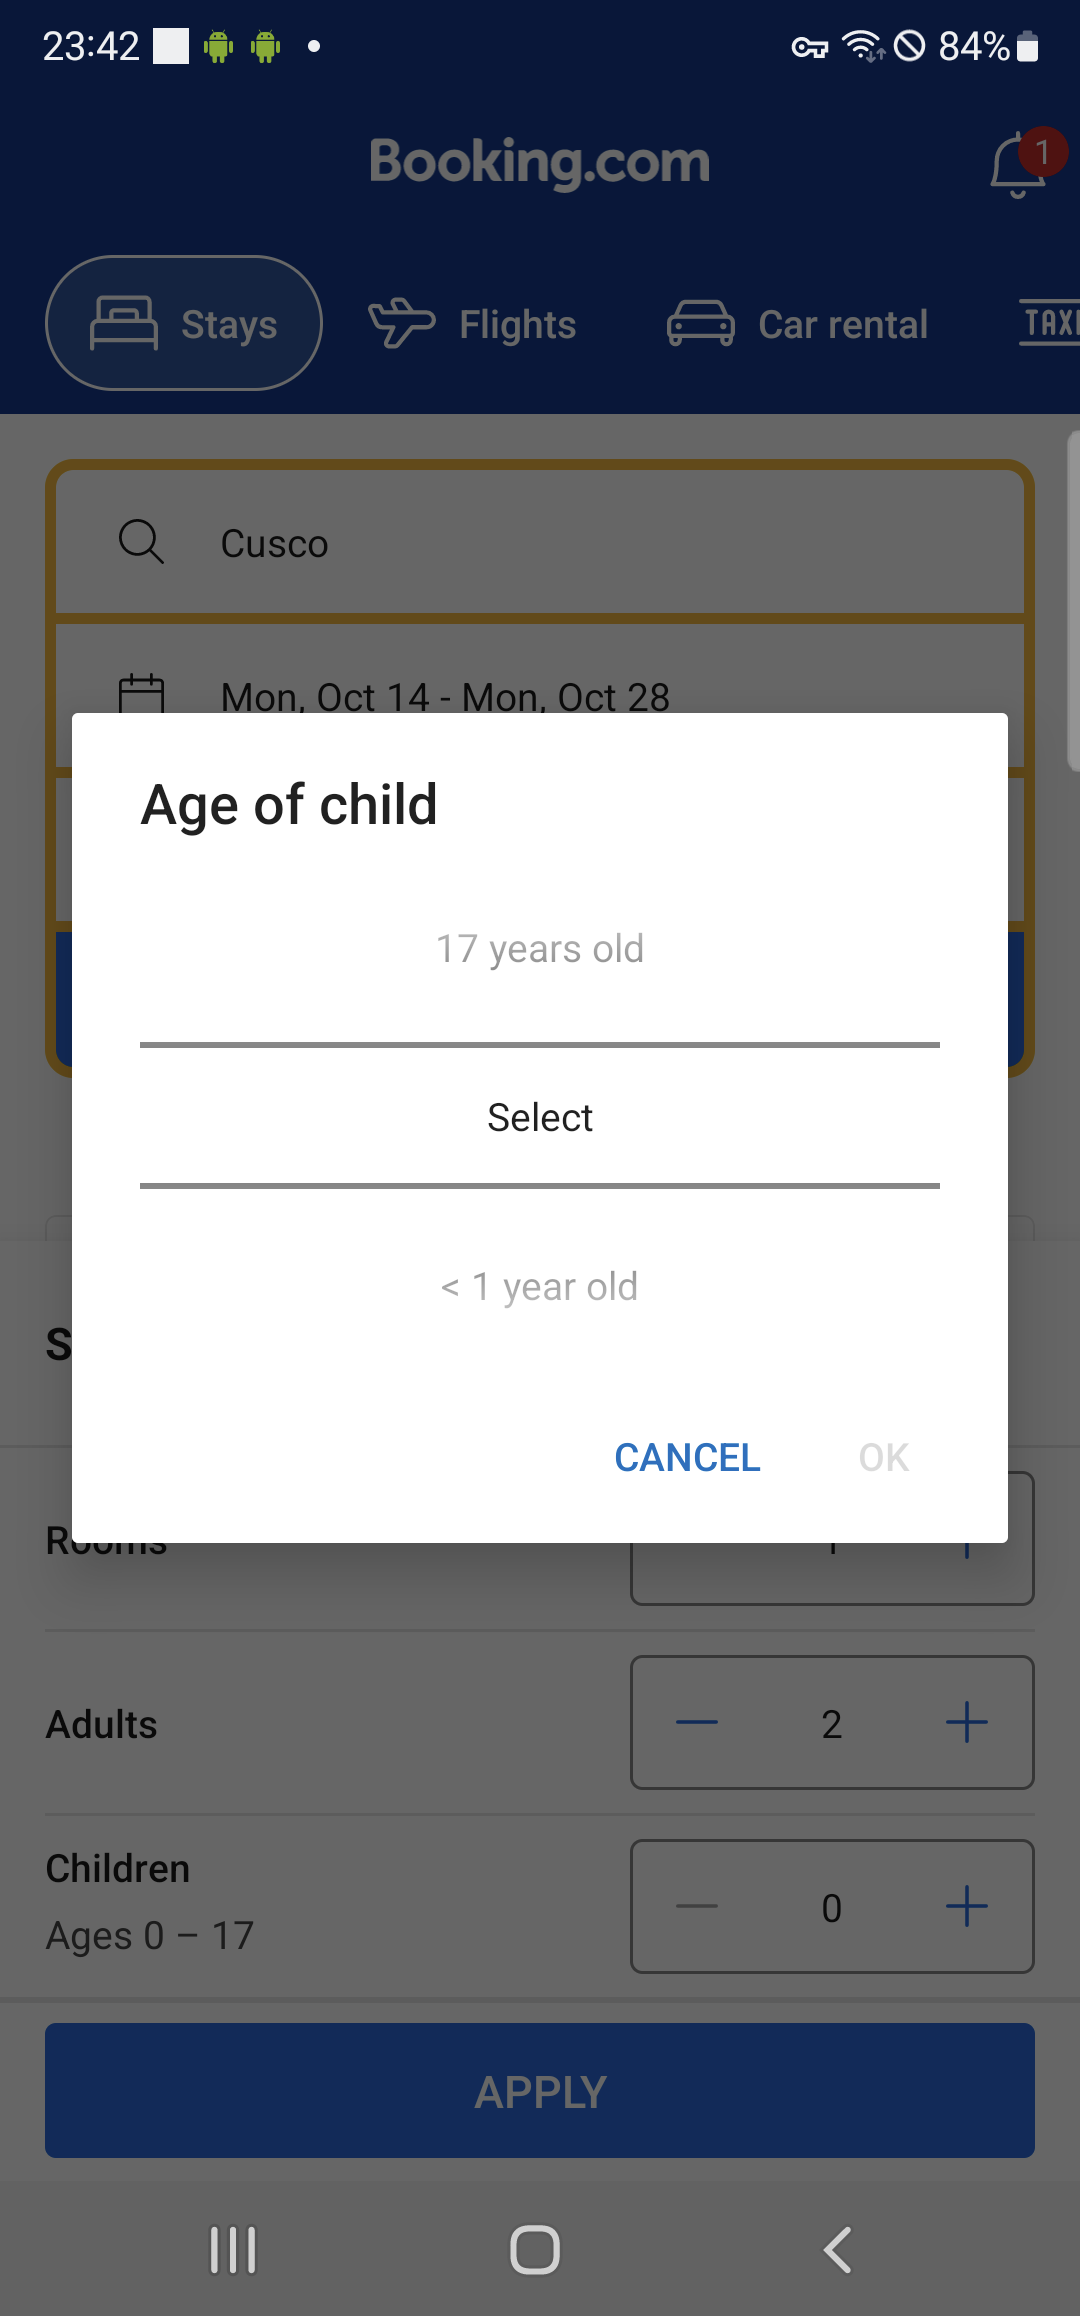 23:42
84%
Booking.com
1
Stays
Flights
Car rental
TAXI
Cusco
Mon, Oct 14 - Mon, Oct 28
Age of child
17 years old
Select
< 1 year old
CANCEL
OK
S
Rooms
1
Adults
2
Children
Ages 0 – 17
0
APPLY